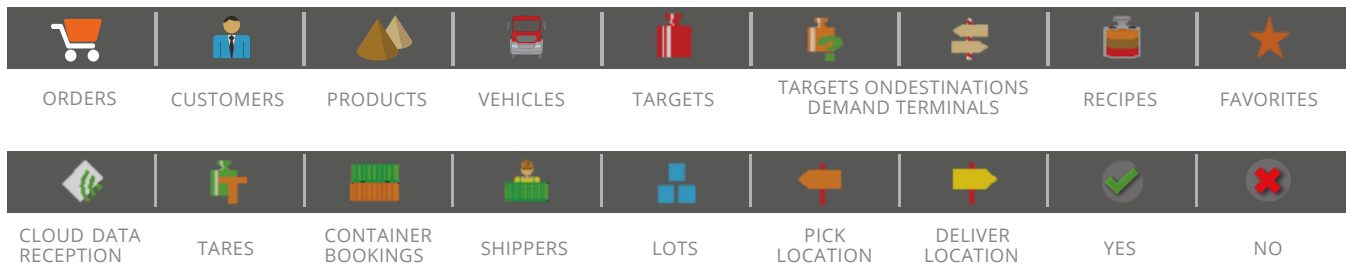 ORDERS
CUSTOMERS
PRODUCTS
VEHICLES
TARGETS
TARGETS ONDESTINATIONS
DEMAND TERMINALS
RECIPES
FAVORITES
CLOUD DATA
RECEPTION
TARES
CONTAINER
BOOKINGS
SHIPPERS
LOTS
PICK
LOCATION
DELIVER
LOCATION
YES
NO